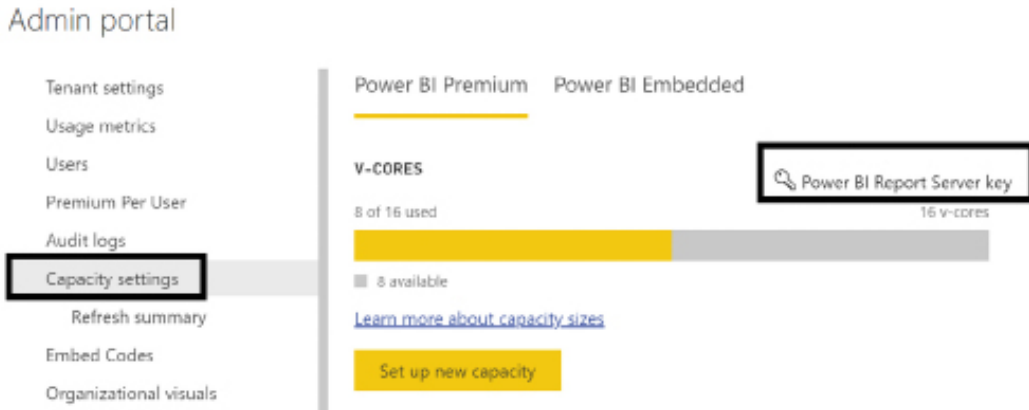 Admin portal
Tenant settings
Usage metrics
Users
Premium Per User
Audit logs
Capacity settings
Refresh summary
Embed Codes
Organizational visuals
Power BI Premium Power BI Embedded
V-CORES
Power BI Report Server key
8 of 16 used 16 v-cores
8 available
Learn more about capacity sizes
Set up new capacity